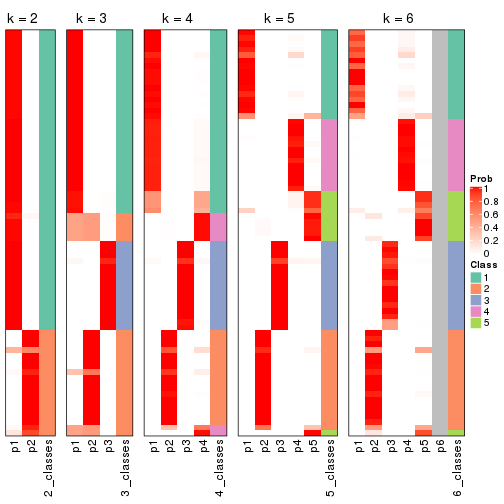 k = 2
k = 3
k = 4
k = 5
k = 6
p1
p2
2_classes
p1
p2
p3
3_classes
p1
p2
p3
p4
4_classes
p1
p2
p3
p4
p5
5_classes
p1
p2
p3
p4
p5
p6
6_classes
Prob
1
0.8
0.6
0.4
0.2
0
Class
1
2
3
4
5